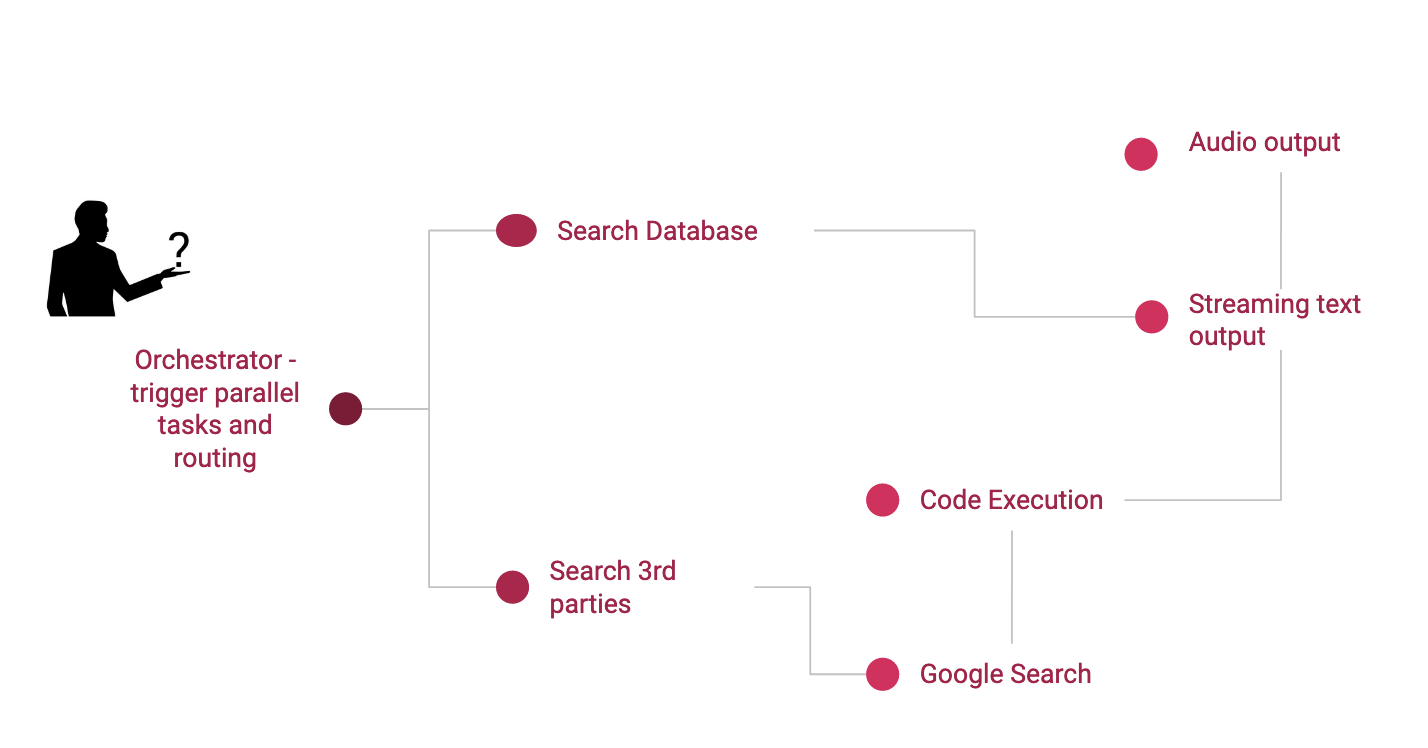 ?
Orchestrator -
trigger parallel
tasks and
routing
Search Database
Search 3rd
parties
Audio output
Streaming text
output
Code Execution
Google Search